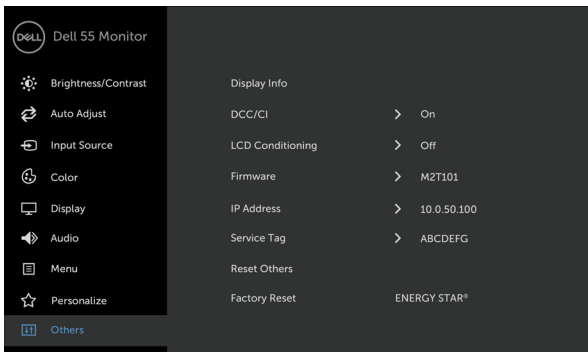 DELL Dell 55 Monitor
Brightness/Contrast
Auto Adjust
Input Source
Color
Display
Audio
Menu
Personalize
Others
Display Info
DCC/CI > On
LCD Conditioning > Off
Firmware > M2T101
IP Address > 10.0.50.100
Service Tag > ABCDEFG
Reset Others
Factory Reset ENERGY STAR®